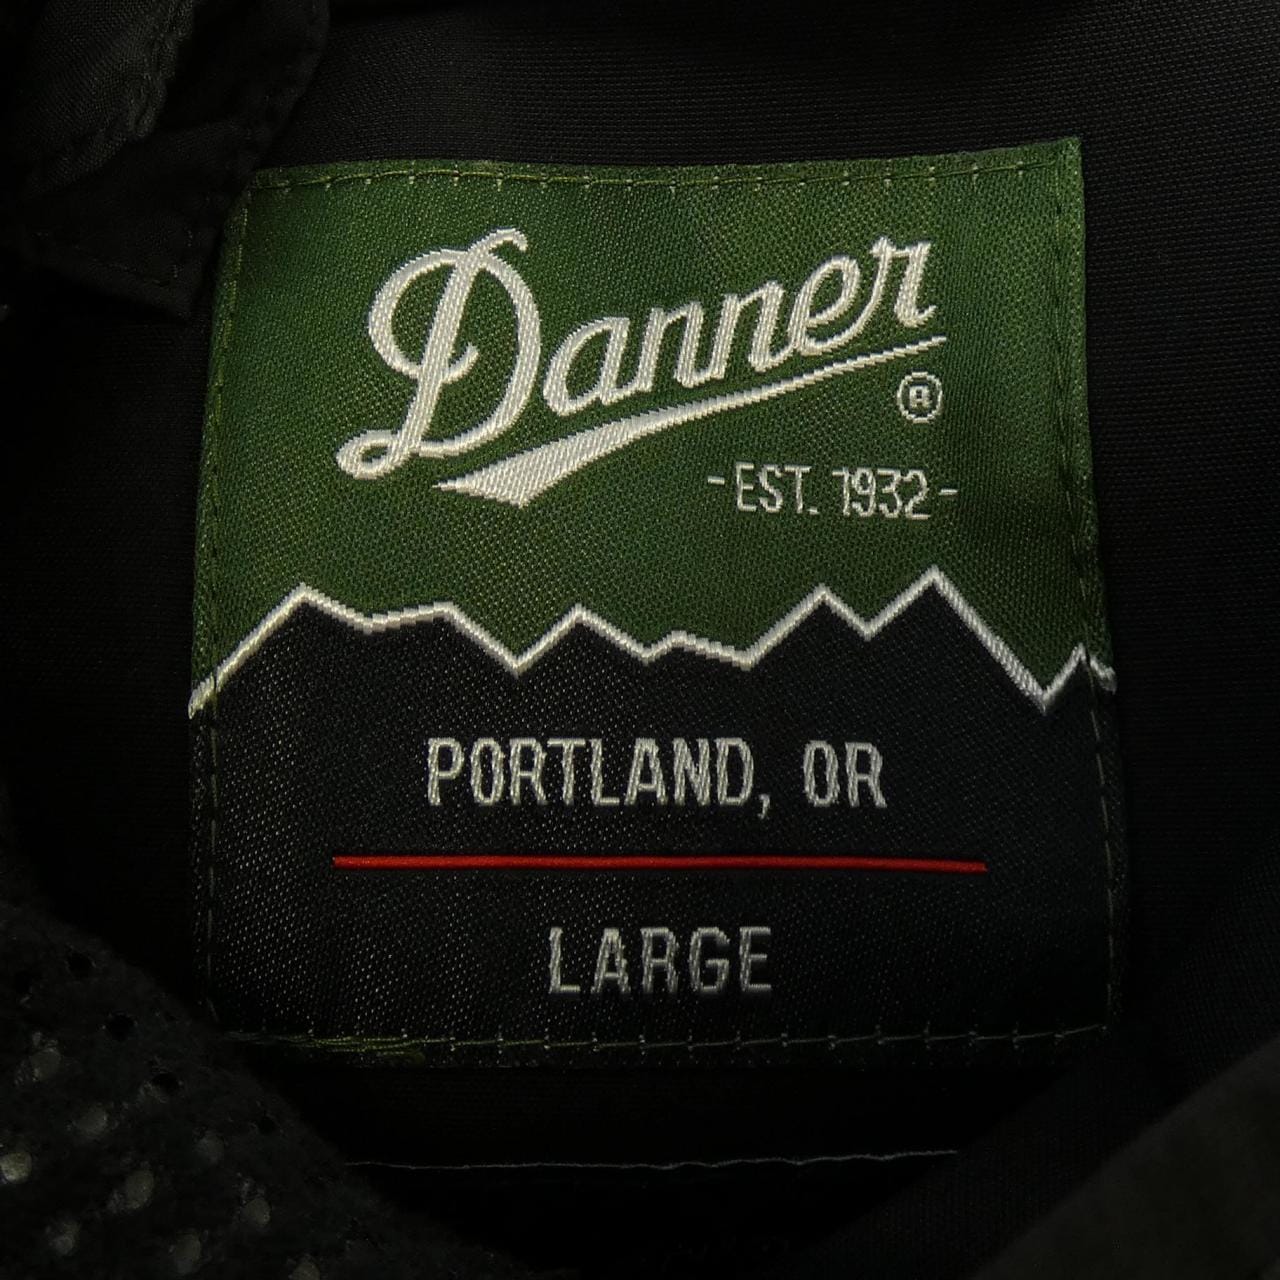 Danner
®
-EST. 1932-
PORTLAND, OR
LARGE